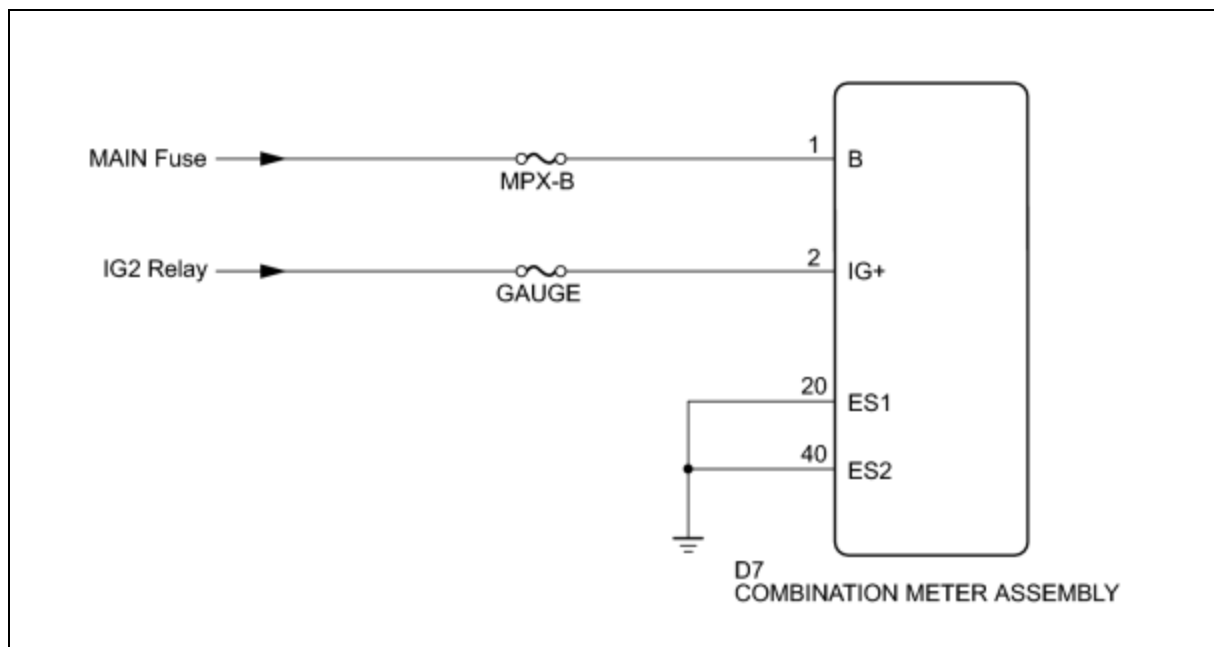 MAIN Fuse
MPX-B
1
B
IG2 Relay
GAUGE
2
IG+
20
ES1
40
ES2
D7
COMBINATION METER ASSEMBLY